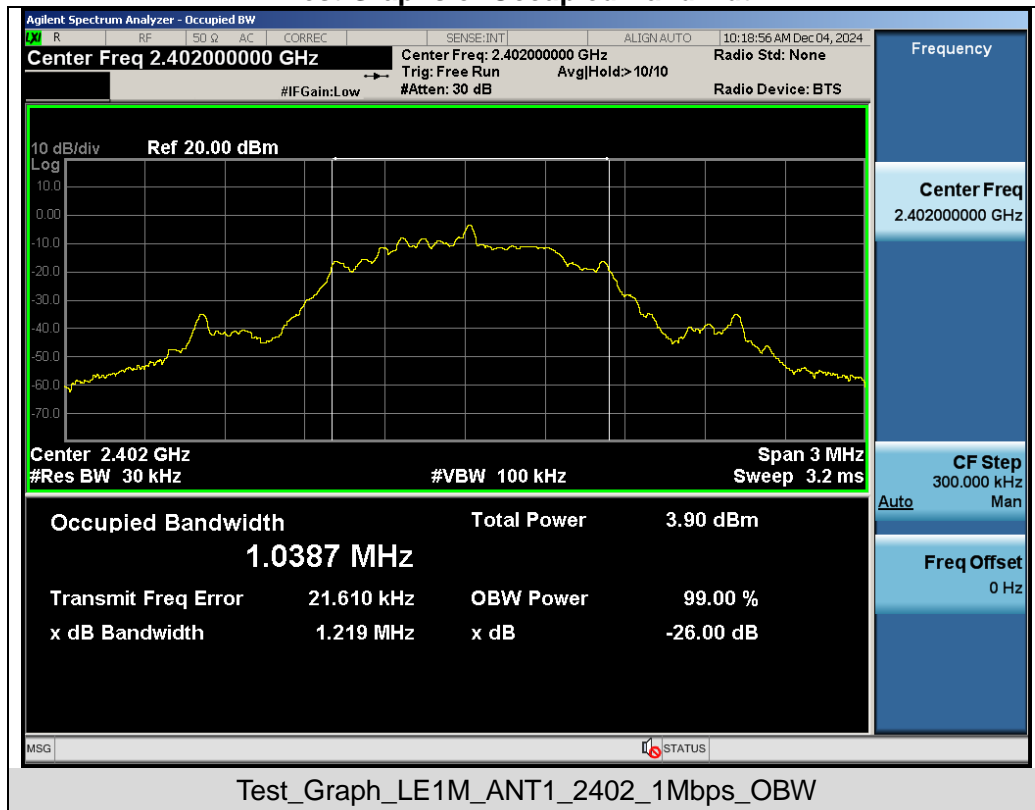 Agilent Spectrum Analyzer - Occupied BW
LXI R RF 50 Ω AC CORREC SENSE:INT ALIGN AUTO 10:18:56 AM Dec 04, 2024
Center Freq 2.402000000 GHz Center Freq: 2.402000000 GHz Radio Std: None
Trig: Free Run Avg|Hold:> 10/10
#IFGain:Low #Atten: 30 dB Radio Device: BTS
Frequency
10 dB/div Ref 20.00 dBm
Log
10.0
0.00
-10.0
-20.0
-30.0
-40.0
-50.0
-60.0
-70.0
Center 2.402 GHz Span 3 MHz
#Res BW 30 kHz #VBW 100 kHz Sweep 3.2 ms
Occupied Bandwidth Total Power 3.90 dBm
1.0387 MHz
Transmit Freq Error 21.610 kHz OBW Power 99.00 %
x dB Bandwidth 1.219 MHz x dB -26.00 dB
Center Freq
2.402000000 GHz
CF Step
300.000 kHz
Auto Man
Freq Offset
0 Hz
MSG STATUS
Test_Graph_LE1M_ANT1_2402_1Mbps_OBW